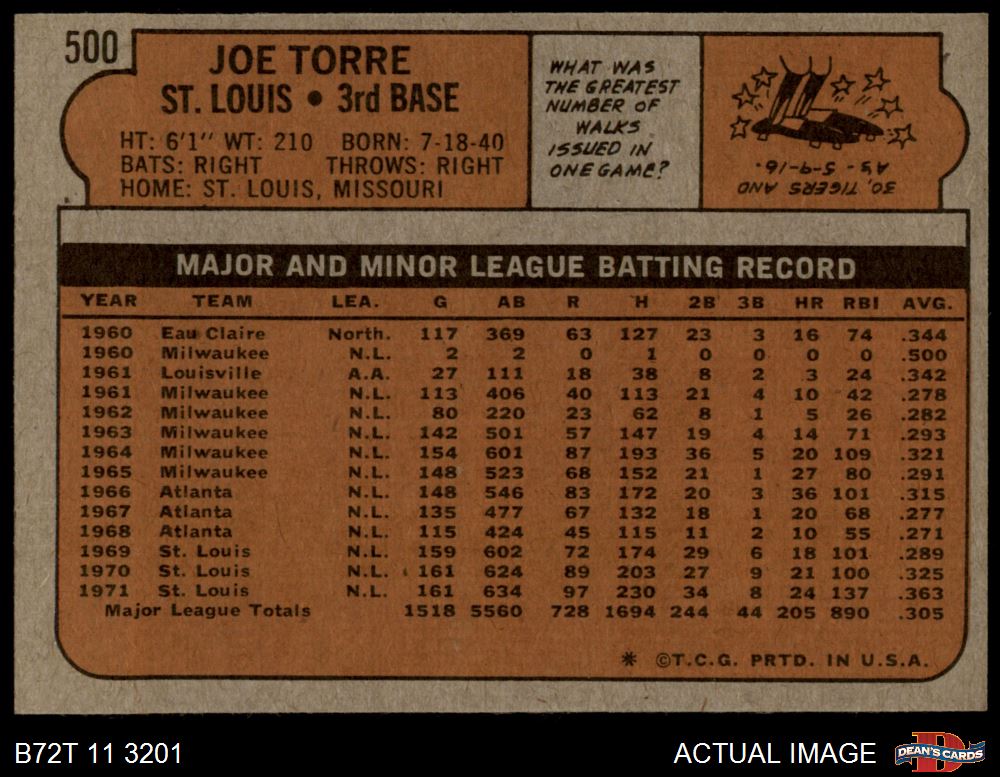 500
JOE TORRE
ST. LOUIS • 3rd BASE
HT: 6'1" WT: 210 BORN: 7-18-40
BATS: RIGHT THROWS: RIGHT
HOME: ST. LOUIS, MISSOURI
WHAT WAS
THE GREATEST
NUMBER OF
WALKS
ISSUED IN
ONE GAME?
30, TIGERS AND
A'S - 5-9-16.
MAJOR AND MINOR LEAGUE BATTING RECORD
YEAR TEAM LEA. G AB R H 2B 3B HR RBI AVG.
1960 Eau Claire North. 117 369 63 127 23 3 16 74 .344
1960 Milwaukee N.L. 2 2 0 1 0 0 0 0 .500
1961 Louisville A.A. 27 111 18 38 8 2 3 24 .342
1961 Milwaukee N.L. 113 406 40 113 21 4 10 42 .278
1962 Milwaukee N.L. 80 220 23 62 8 1 5 26 .282
1963 Milwaukee N.L. 142 501 57 147 19 4 14 71 .293
1964 Milwaukee N.L. 154 601 87 193 36 5 20 109 .321
1965 Milwaukee N.L. 148 523 68 152 21 1 27 80 .291
1966 Atlanta N.L. 148 546 83 172 20 3 36 101 .315
1967 Atlanta N.L. 135 477 67 132 18 1 20 68 .277
1968 Atlanta N.L. 115 424 45 115 11 2 10 55 .271
1969 St. Louis N.L. 159 602 72 174 29 6 18 101 .289
1970 St. Louis N.L. 161 624 89 203 27 9 21 100 .325
1971 St. Louis N.L. 161 634 97 230 34 8 24 137 .363
Major League Totals 1518 5560 728 1694 244 44 205 890 .305
* ©T.C.G. PRTD. IN U.S.A.
B72T 11 3201
ACTUAL IMAGE
DEAN'S CARDS